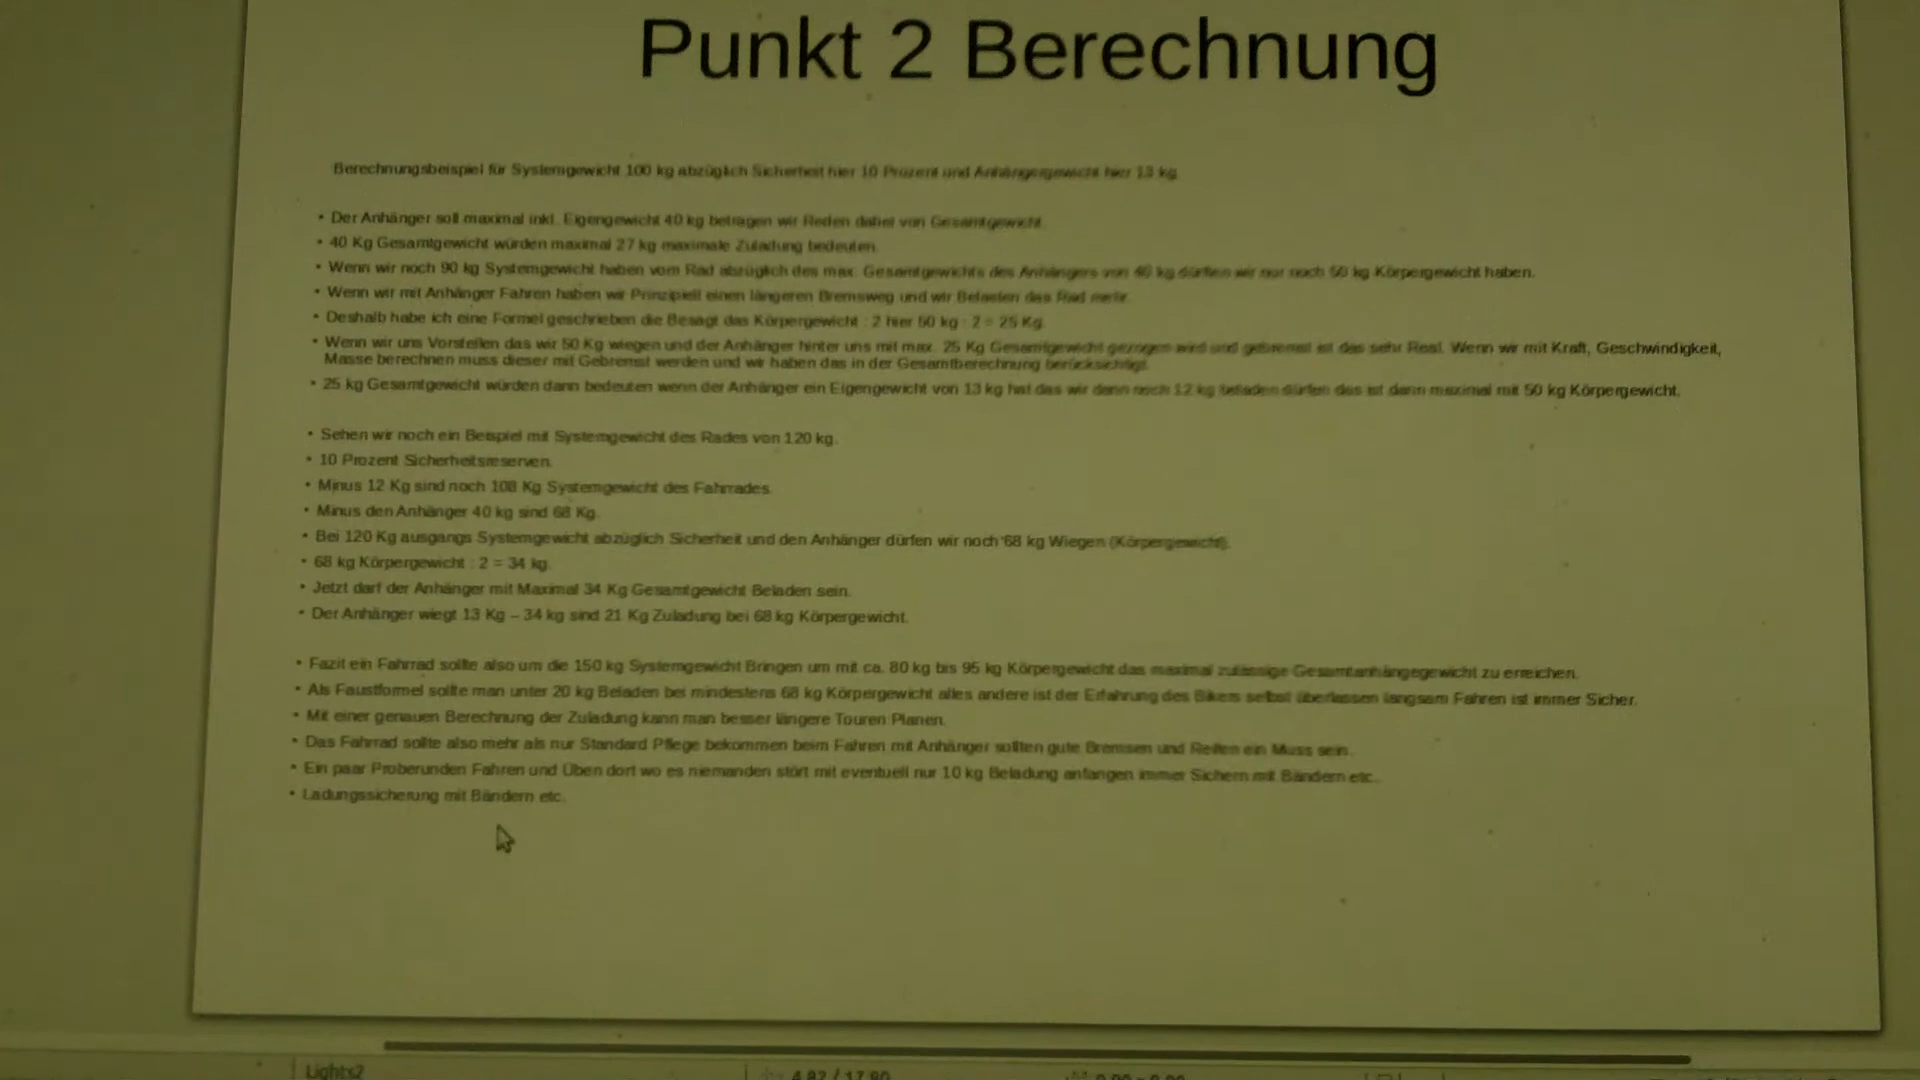 Punkt 2 Berechnung
Berechnungsbeispiel für Systemgewicht 100 kg abzüglich Sicherheit hier 10 Prozent und Anhängergewicht hier 13 kg
• Der Anhänger soll maximal inkl. Eigengewicht 40 kg betragen wir Reden dabei von Gesamtgewicht.
• 40 Kg Gesamtgewicht würden maximal 27 kg maximale Zuladung bedeuten.
• Wenn wir noch 90 kg Systemgewicht haben vom Rad abzüglich des max. Gesamtgewichts des Anhängers von 40 kg dürften wir nur noch 50 kg Körpergewicht haben.
• Wenn wir mit Anhänger Fahren haben wir Prinzipiell einen längeren Bremsweg und wir Belasten das Rad mehr.
• Deshalb habe ich eine Formel geschrieben die Besagt das Körpergewicht : 2 hier 50 kg : 2 = 25 Kg.
• Wenn wir uns Vorstellen das wir 50 Kg wiegen und der Anhänger hinter uns mit max. 25 Kg Gesamtgewicht gezogen wird und gebremst ist das sehr Real. Wenn wir mit Kraft, Geschwindigkeit,
Masse berechnen muss dieser mit Gebremst werden und wir haben das in der Gesamtberechnung berücksichtigt.
• 25 kg Gesamtgewicht würden dann bedeuten wenn der Anhänger ein Eigengewicht von 13 kg hat das wir dann noch 12 kg beladen dürfen das ist dann maximal mit 50 kg Körpergewicht.
• Sehen wir noch ein Beispiel mit Systemgewicht des Rades von 120 kg.
• 10 Prozent Sicherheitsreserven.
• Minus 12 Kg sind noch 108 Kg Systemgewicht des Fahrrades.
• Minus den Anhänger 40 kg sind 68 Kg.
• Bei 120 Kg ausgangs Systemgewicht abzüglich Sicherheit und den Anhänger dürfen wir noch 68 kg Wiegen (Körpergewicht).
• 68 kg Körpergewicht : 2 = 34 kg.
• Jetzt darf der Anhänger mit Maximal 34 Kg Gesamtgewicht Beladen sein.
• Der Anhänger wiegt 13 Kg – 34 kg sind 21 Kg Zuladung bei 68 kg Körpergewicht.
• Fazit ein Fahrrad sollte also um die 150 kg Systemgewicht Bringen um mit ca. 80 kg bis 95 kg Körpergewicht das maximal zulässige Gesamtanhängegewicht zu erreichen.
• Als Faustformel sollte man unter 20 kg Beladen bei mindestens 68 kg Körpergewicht alles andere ist der Erfahrung des Bikers selbst überlassen langsam Fahren ist immer Sicher.
• Mit einer genauen Berechnung der Zuladung kann man besser längere Touren Planen.
• Das Fahrrad sollte also mehr als nur Standard Pflege bekommen beim Fahren mit Anhänger sollten gute Bremsen und Reifen ein Muss sein.
• Ein paar Proberunden Fahren und Üben dort wo es niemanden stört mit eventuell nur 10 kg Beladung anfangen immer Sichern mit Bändern etc.
• Ladungssicherung mit Bändern etc.
Lights2
4,82 / 17,80